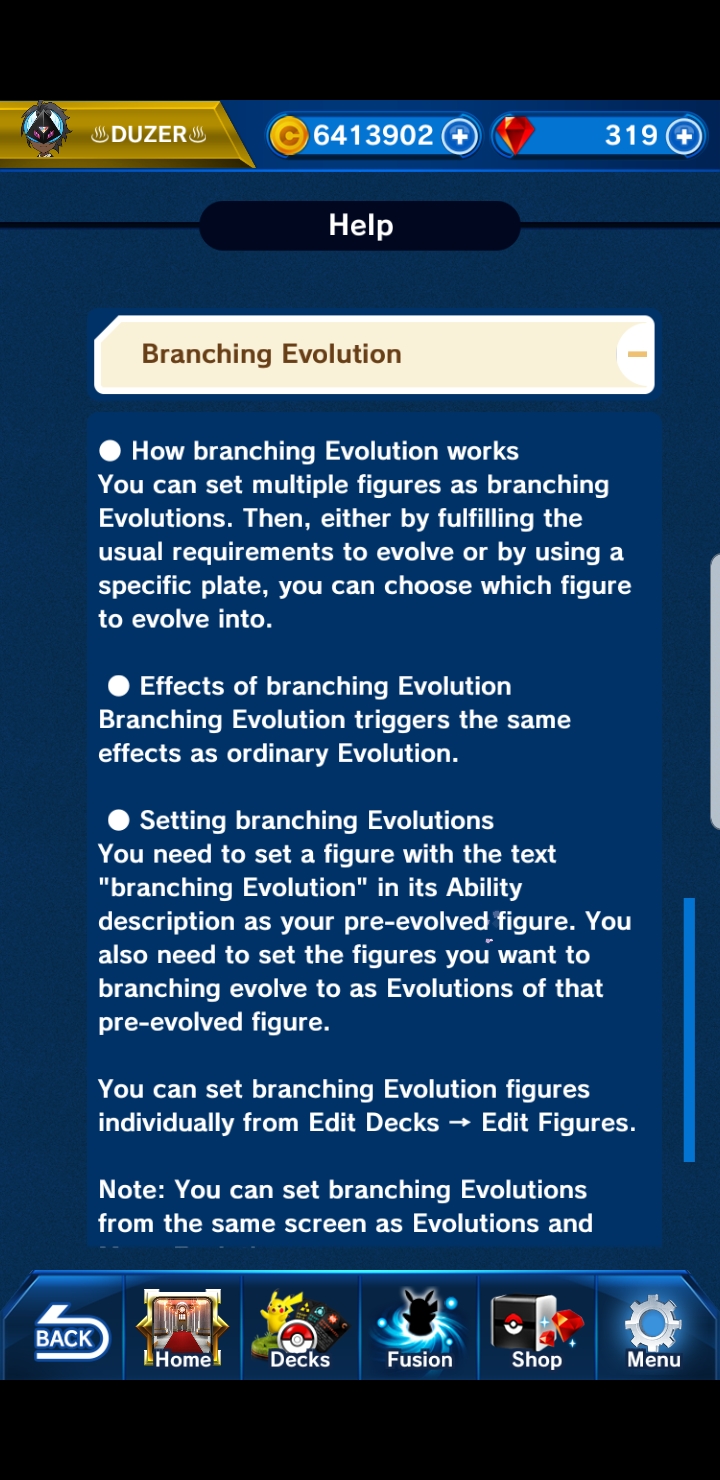 ♨DUZER♨
C 6413902 +
319 +
Help
Branching Evolution
● How branching Evolution works
You can set multiple figures as branching
Evolutions. Then, either by fulfilling the
usual requirements to evolve or by using a
specific plate, you can choose which figure
to evolve into.
● Effects of branching Evolution
Branching Evolution triggers the same
effects as ordinary Evolution.
● Setting branching Evolutions
You need to set a figure with the text
"branching Evolution" in its Ability
description as your pre-evolved figure. You
also need to set the figures you want to
branching evolve to as Evolutions of that
pre-evolved figure.
You can set branching Evolution figures
individually from Edit Decks → Edit Figures.
Note: You can set branching Evolutions
from the same screen as Evolutions and
BACK
Home
Decks
Fusion
Shop
Menu